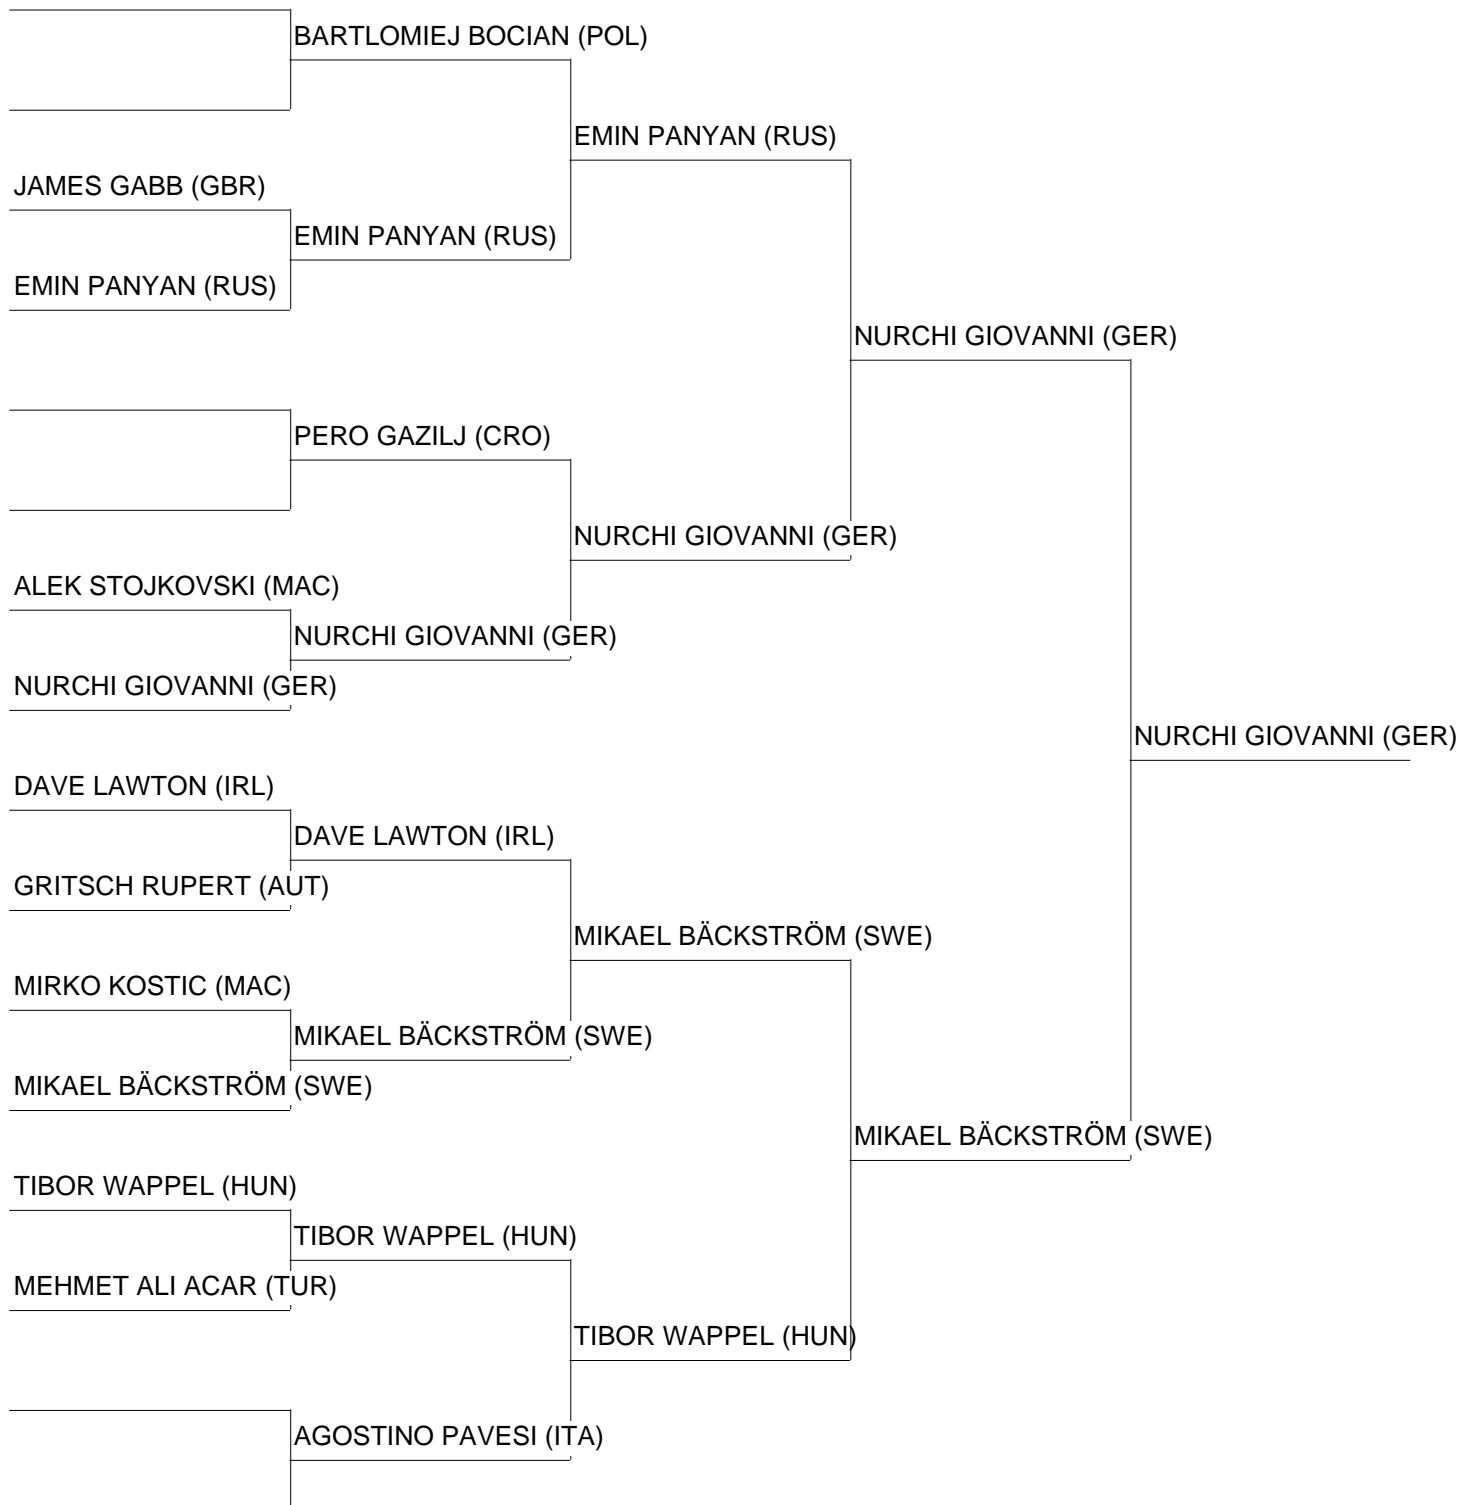 BARTLOMIEJ BOCIAN (POL)
EMIN PANYAN (RUS)
JAMES GABB (GBR)
EMIN PANYAN (RUS)
EMIN PANYAN (RUS)
NURCHI GIOVANNI (GER)
PERO GAZILJ (CRO)
NURCHI GIOVANNI (GER)
ALEK STOJKOVSKI (MAC)
NURCHI GIOVANNI (GER)
NURCHI GIOVANNI (GER)
NURCHI GIOVANNI (GER)
DAVE LAWTON (IRL)
DAVE LAWTON (IRL)
GRITSCH RUPERT (AUT)
MIKAEL BÄCKSTRÖM (SWE)
MIRKO KOSTIC (MAC)
MIKAEL BÄCKSTRÖM (SWE)
MIKAEL BÄCKSTRÖM (SWE)
MIKAEL BÄCKSTRÖM (SWE)
TIBOR WAPPEL (HUN)
TIBOR WAPPEL (HUN)
MEHMET ALI ACAR (TUR)
TIBOR WAPPEL (HUN)
AGOSTINO PAVESI (ITA)